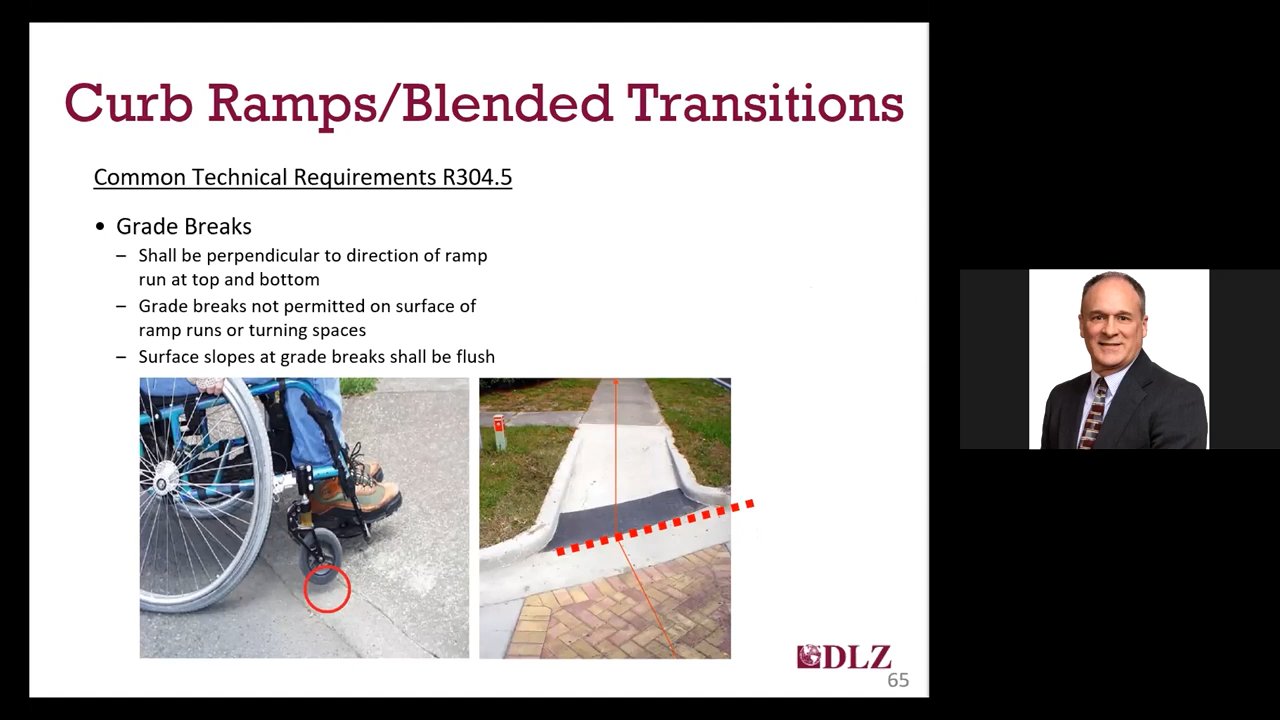 Curb Ramps/Blended Transitions
Common Technical Requirements R304.5
• Grade Breaks
– Shall be perpendicular to direction of ramp
run at top and bottom
– Grade breaks not permitted on surface of
ramp runs or turning spaces
– Surface slopes at grade breaks shall be flush
DLZ
65